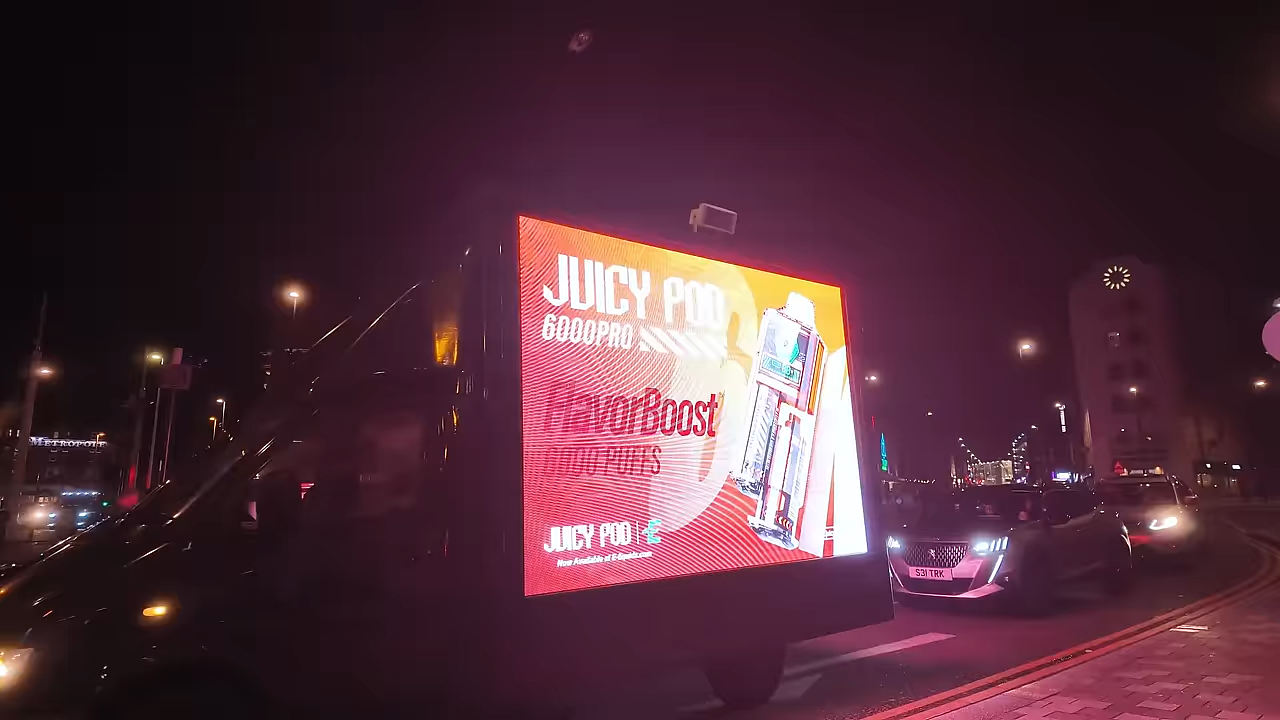 JUICY POD
6000PRO
FlavorBoost
6000 PUFFS
JUICY POD
Now Available at E-liquids.com
METROPOLE
S31 TRK